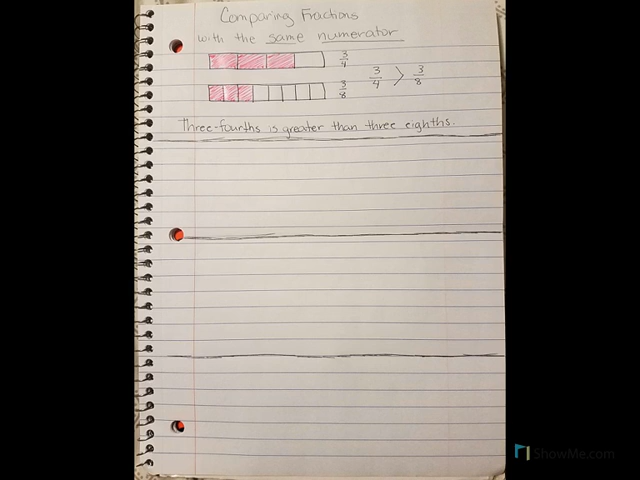 Comparing Fractions
with the same numerator
3/4
3/8
3/4 > 3/8
Three-fourths is greater than three eighths.
ShowMe.com